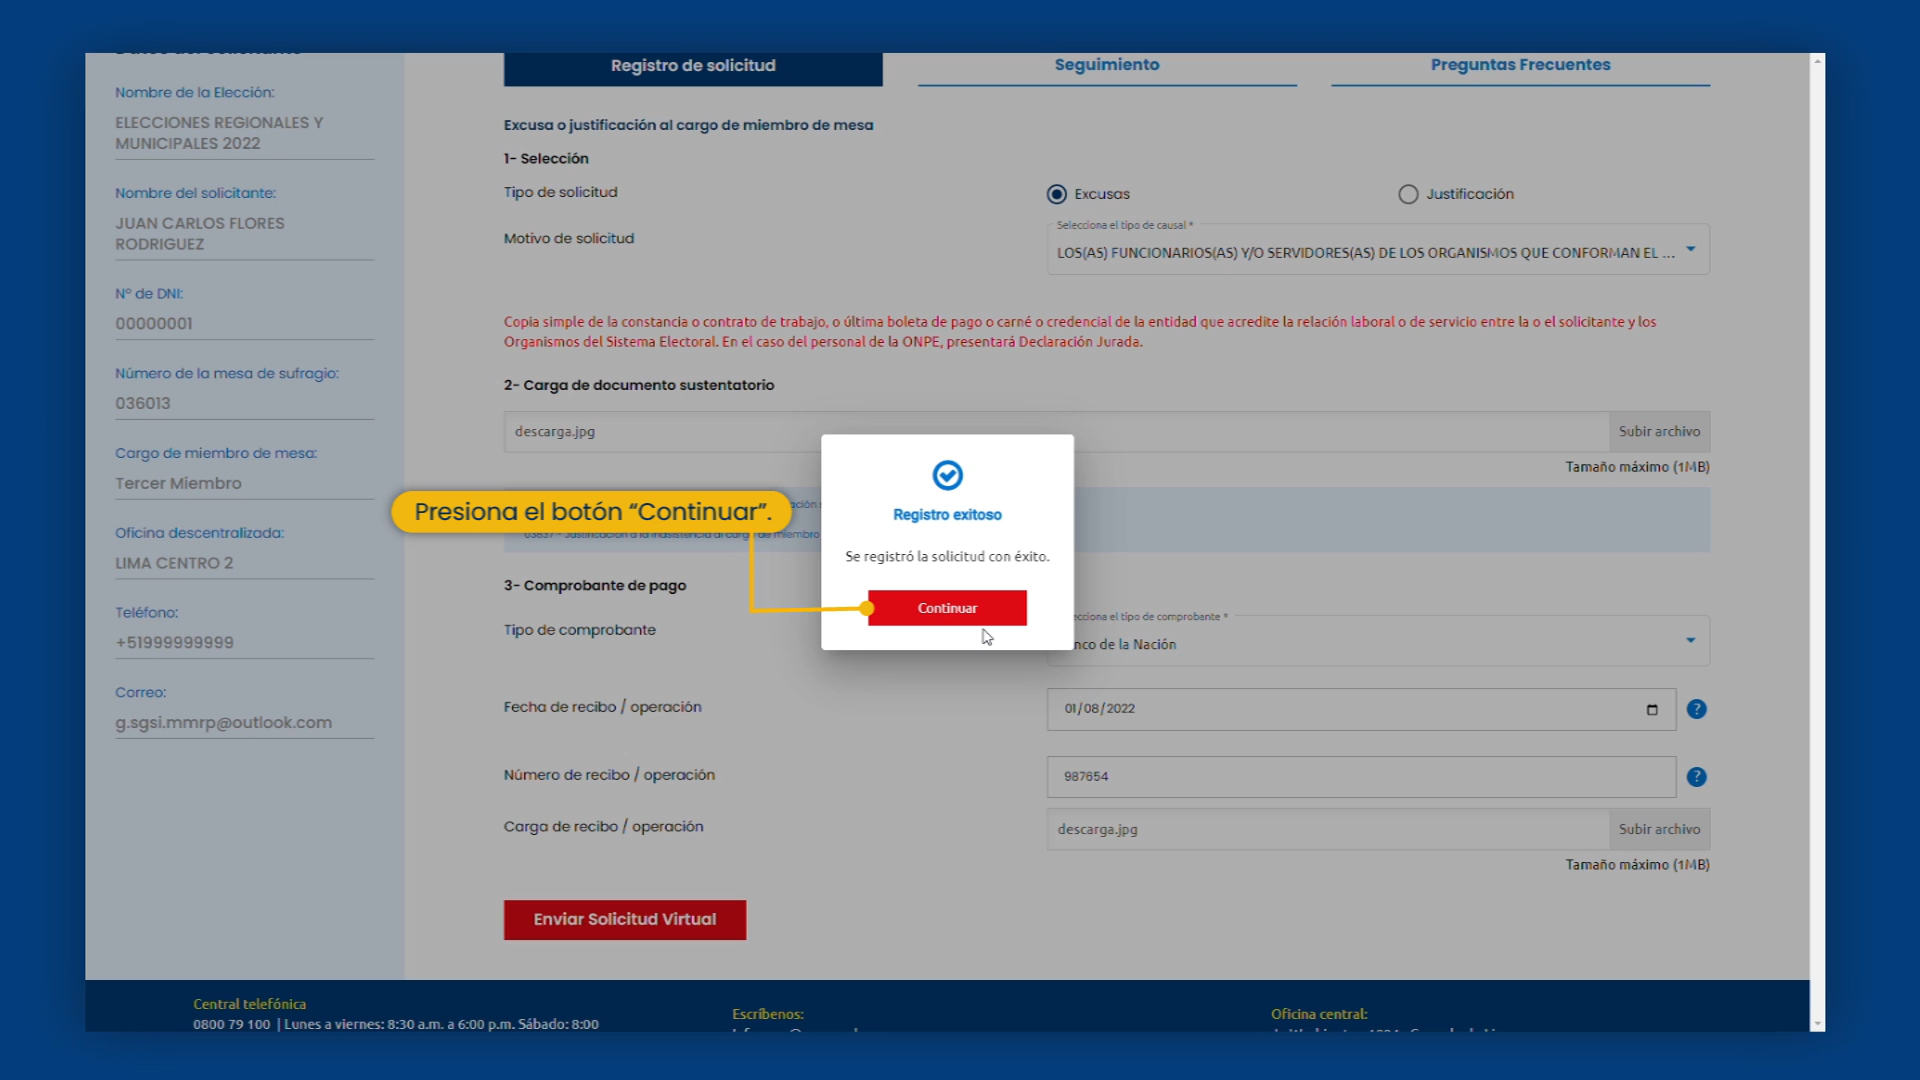 Nombre de la Elección:
ELECCIONES REGIONALES Y
MUNICIPALES 2022
Nombre del solicitante:
JUAN CARLOS FLORES
RODRIGUEZ
Nº de DNI:
00000001
Número de la mesa de sufragio:
036013
Cargo de miembro de mesa:
Tercer Miembro
Oficina descentralizada:
LIMA CENTRO 2
Teléfono:
+51999999999
Correo:
g.sgsi.mmrp@outlook.com
Registro de solicitud
Seguimiento
Preguntas Frecuentes
Excusa o justificación al cargo de miembro de mesa
1- Selección
Tipo de solicitud
Excusas
Justificación
Motivo de solicitud
Selecciona el tipo de causal *
LOS(AS) FUNCIONARIOS(AS) Y/O SERVIDORES(AS) DE LOS ORGANISMOS QUE CONFORMAN EL ...
Copia simple de la constancia o contrato de trabajo, o última boleta de pago o carné o credencial de la entidad que acredite la relación laboral o de servicio entre la o el solicitante y los
Organismos del Sistema Electoral. En el caso del personal de la ONPE, presentará Declaración Jurada.
2- Carga de documento sustentatorio
descarga.jpg
Subir archivo
Tamaño máximo (1MB)
Presiona el botón “Continuar”.
Registro exitoso
Se registró la solicitud con éxito.
Continuar
3- Comprobante de pago
Tipo de comprobante
el tipo de comprobante *
de la Nación
Fecha de recibo / operación
01/08/2022
?
Número de recibo / operación
987654
?
Carga de recibo / operación
descarga.jpg
Subir archivo
Tamaño máximo (1MB)
Enviar Solicitud Virtual
Central telefónica
0800 79 100 | Lunes a viernes: 8:30 a.m. a 6:00 p.m. Sábado: 8:00
Escríbenos:
Oficina central: